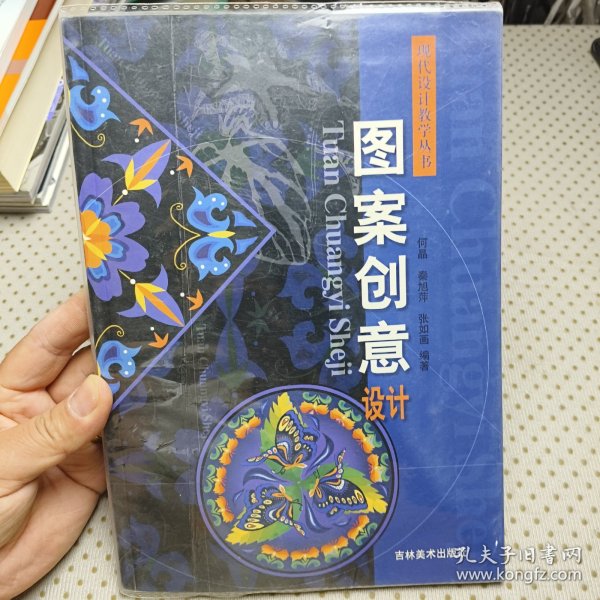 现代设计教学丛书
图案创意
设计
Tuan Chuangyi Sheji
何晶 秦旭萍 张如画 编著
吉林美术出版社
孔夫子旧书网
www.kongfz.com